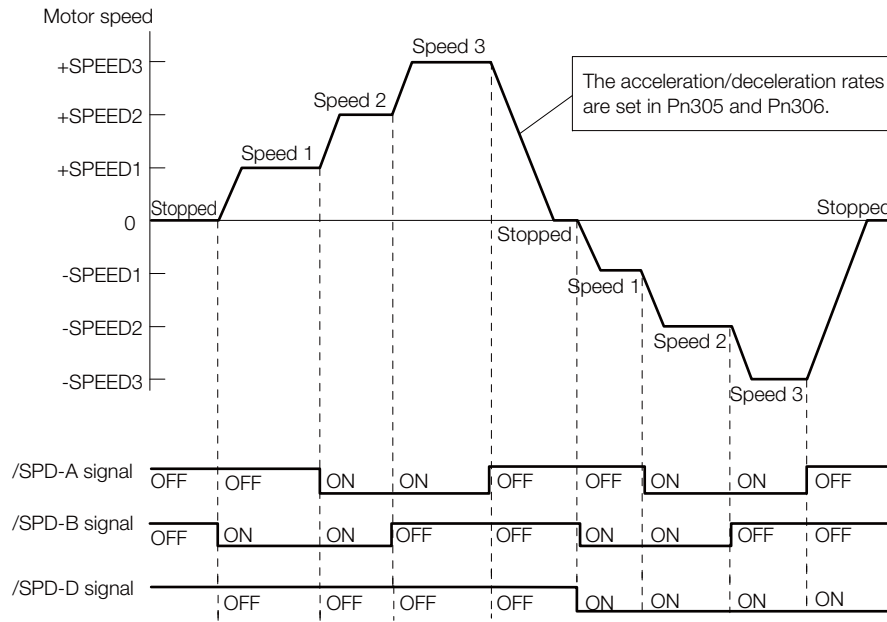 Motor speed
+SPEED3
+SPEED2
+SPEED1
0
-SPEED1
-SPEED2
-SPEED3
Stopped
Speed 1
Speed 2
Speed 3
The acceleration/deceleration rates
are set in Pn305 and Pn306.
Stopped
Speed 1
Speed 2
Speed 3
Stopped
/SPD-A signal
OFF OFF ON ON OFF OFF ON ON OFF
/SPD-B signal
OFF ON ON OFF OFF ON ON OFF OFF
/SPD-D signal
OFF OFF OFF OFF ON ON ON ON